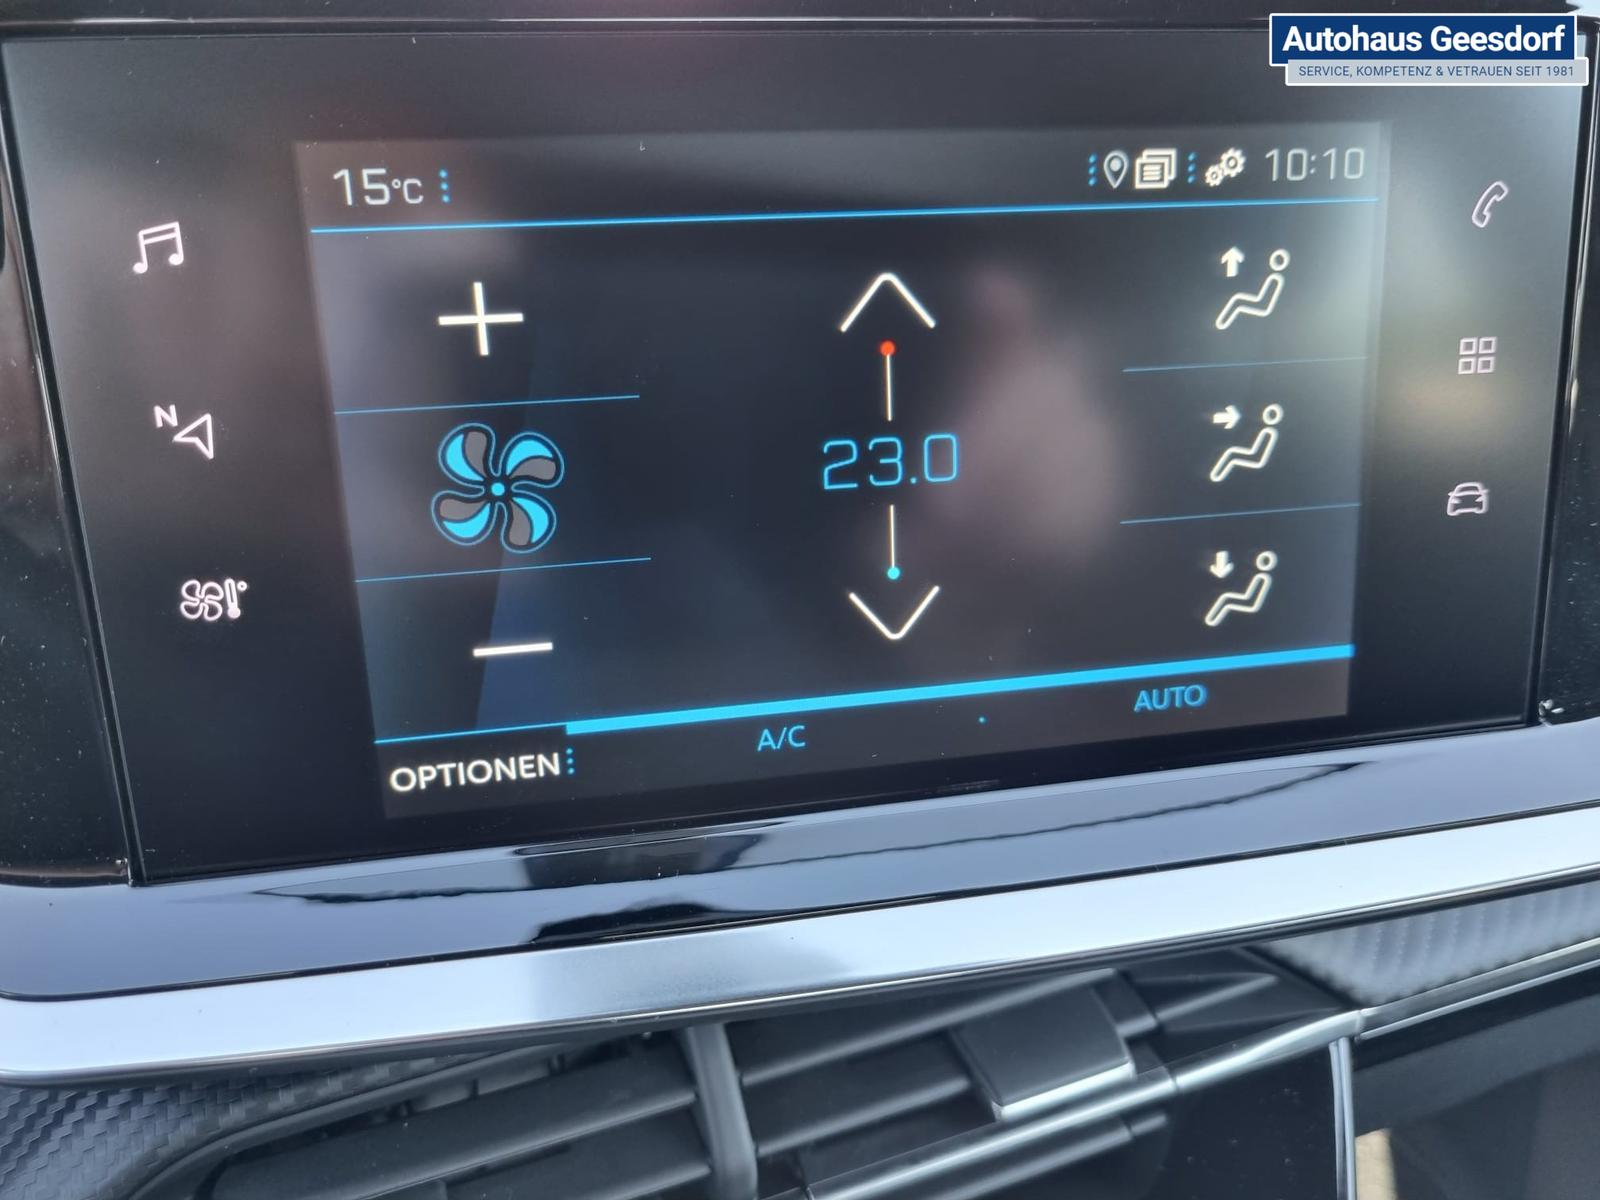 Autohaus Geesdorf
SERVICE, KOMPETENZ & VETRAUEN SEIT 1981
15°C
10:10
N
23.0
A/C
AUTO
OPTIONEN